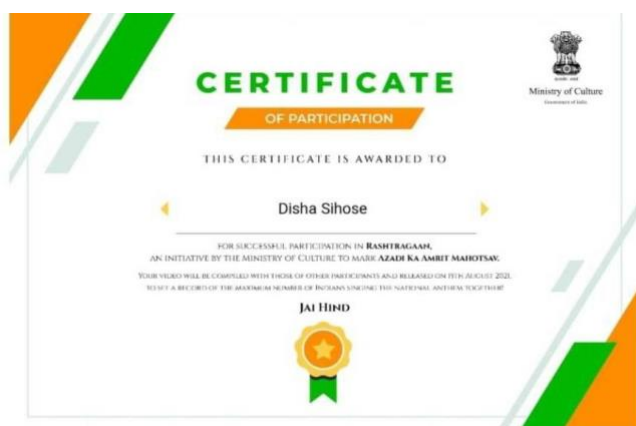 CERTIFICATE
OF PARTICIPATION
Ministry of Culture
Government of India
THIS CERTIFICATE IS AWARDED TO
Disha Sihose
FOR SUCCESSFUL PARTICIPATION IN RASHTRAGAAN,
AN INITIATIVE BY THE MINISTRY OF CULTURE TO MARK AZADI KA AMRIT MAHOTSAV.
YOUR VIDEO WILL BE COMPILED WITH THOSE OF OTHER PARTICIPANTS AND RELEASED ON 15TH AUGUST 2021,
TO SET A RECORD OF THE MAXIMUM NUMBER OF INDIANS SINGING THE NATIONAL ANTHEM TOGETHER!
JAI HIND